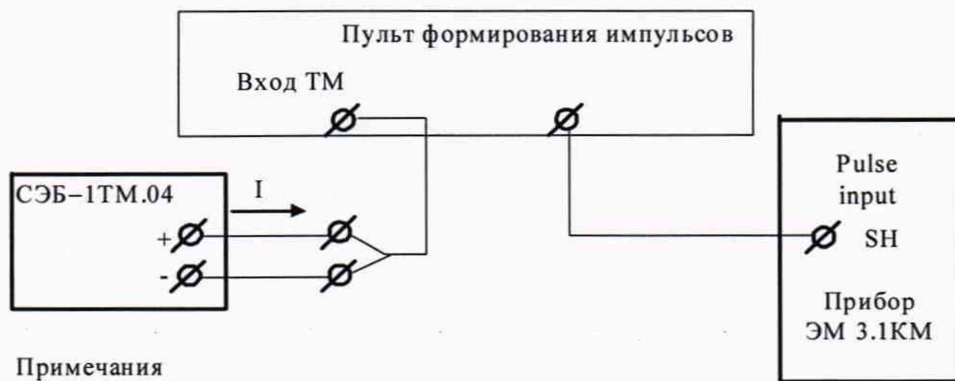 Пульт формирования импульсов
Вход ТМ
СЭБ–1ТМ.04
I
+
-
Pulse
input
SH
Прибор
ЭМ 3.1КМ
Примечания